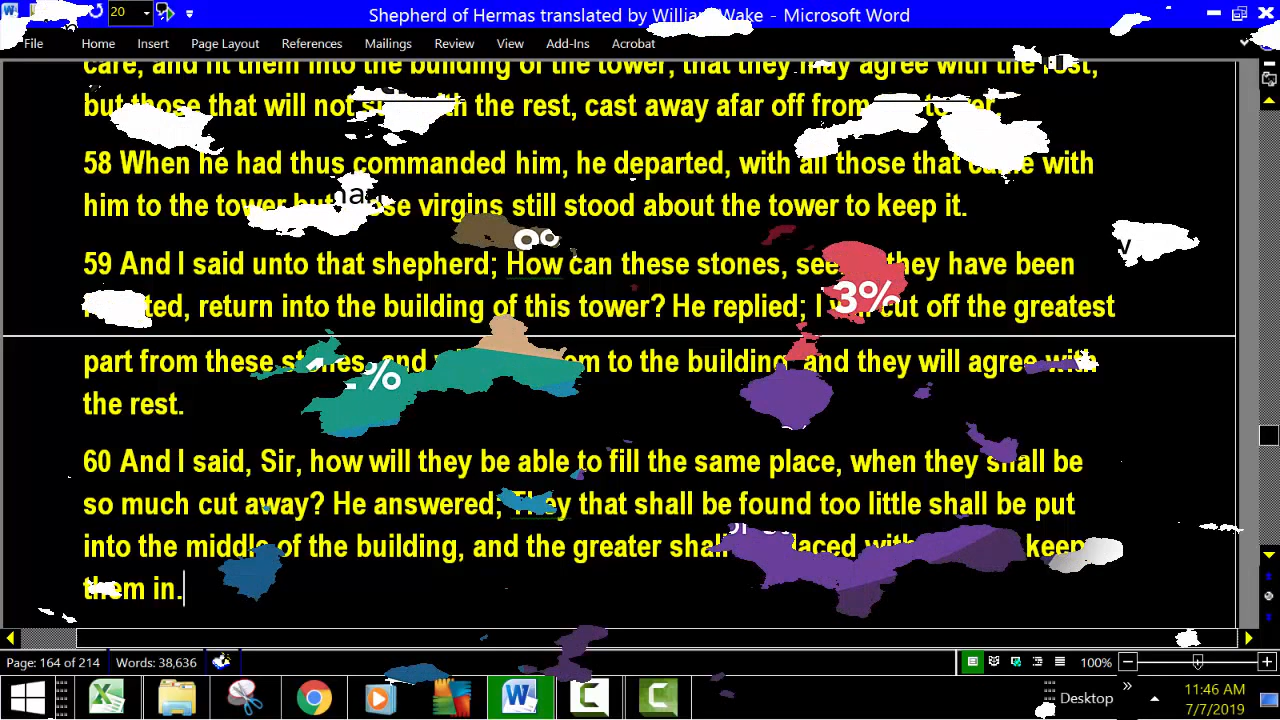 20 Shepherd of Hermas translated by William Wake - Microsoft Word
File Home Insert Page Layout References Mailings Review View Add-Ins Acrobat
care, and fit them into the building of the tower, that they may agree with the rest,
but those that will not with the rest, cast away afar off from tower.
58 When he had thus commanded him, he departed, with all those that came with
him to the tower but virgins still stood about the tower to keep it.
59 And I said unto that shepherd; How can these stones, they have been
return into the building of this tower? He replied; I cut off the greatest
3%
part from these stones, and to the building, and they will agree with
%
the rest.
60 And I said, Sir, how will they be able to fill the same place, when they shall be
so much cut away? He answered; They that shall be found too little shall be put
into the middle of the building, and the greater shall keep
them in.
Page: 164 of 214 Words: 38,636 100%
Desktop 11:46 AM
7/7/2019